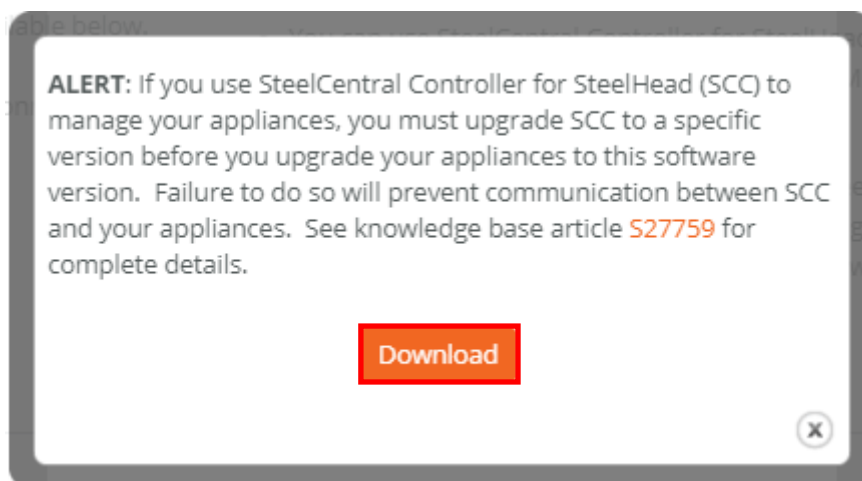 ilable below.
ALERT: If you use SteelCentral Controller for SteelHead (SCC) to
manage your appliances, you must upgrade SCC to a specific
version before you upgrade your appliances to this software
version.  Failure to do so will prevent communication between SCC
and your appliances.  See knowledge base article S27759 for
complete details.
Download
x